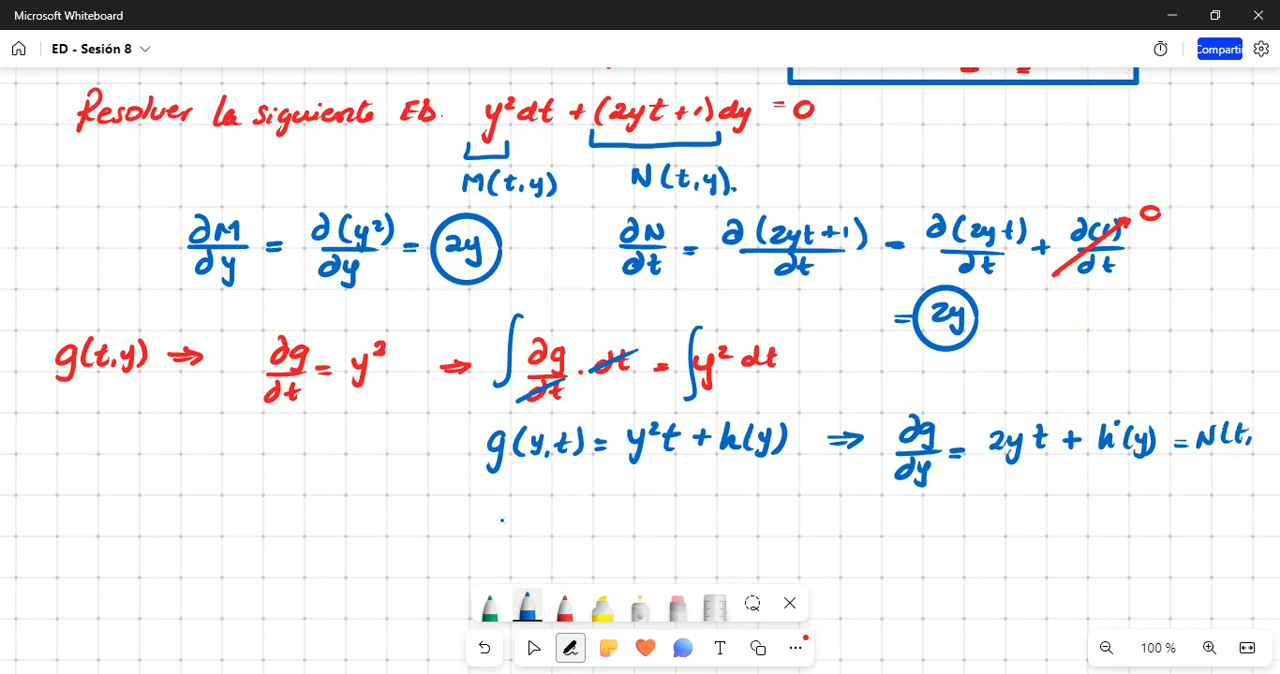 Microsoft Whiteboard
ED - Sesión 8
Comparti
Resolver la siguiente ED. y²dt + (2yt+1)dy = 0
M(t,y) N(t,y).
∂M/∂y = ∂(y²)/∂y = 2y ∂N/∂t = ∂(2yt+1)/∂t = ∂(2yt)/∂t + ∂(1)/∂t 0
= 2y
g(t,y) ⇒ ∂g/∂t = y² ⇒ ∫ ∂g/∂t · dt = ∫ y² dt
g(y,t) = y²t + h(y) ⇒ ∂g/∂y = 2yt + h'(y) = N(t,
100 %